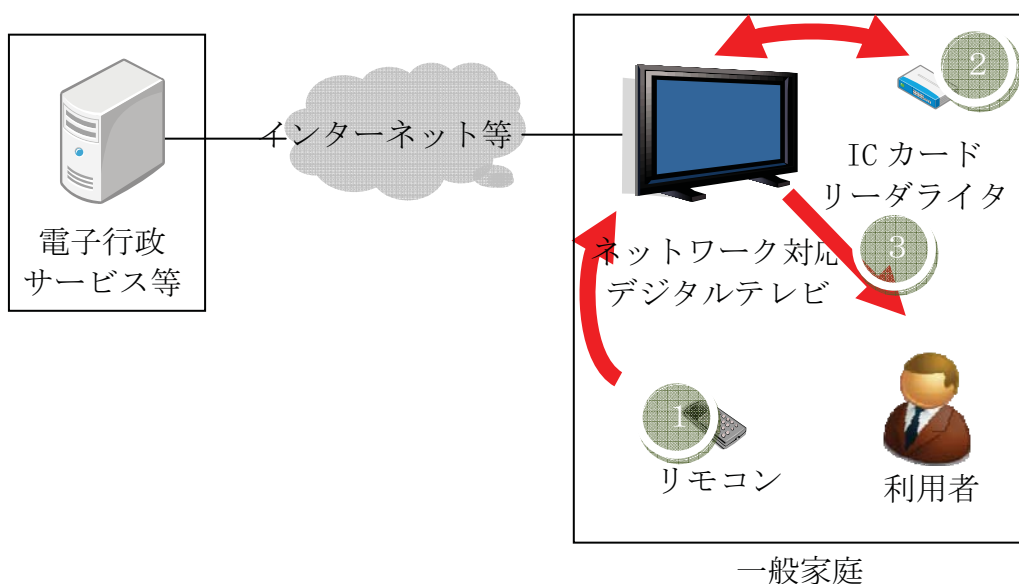 電子行政
サービス等
インターネット等
ネットワーク対応
デジタルテレビ
②
ICカード
リーダライタ
③
①
リモコン
利用者
一般家庭